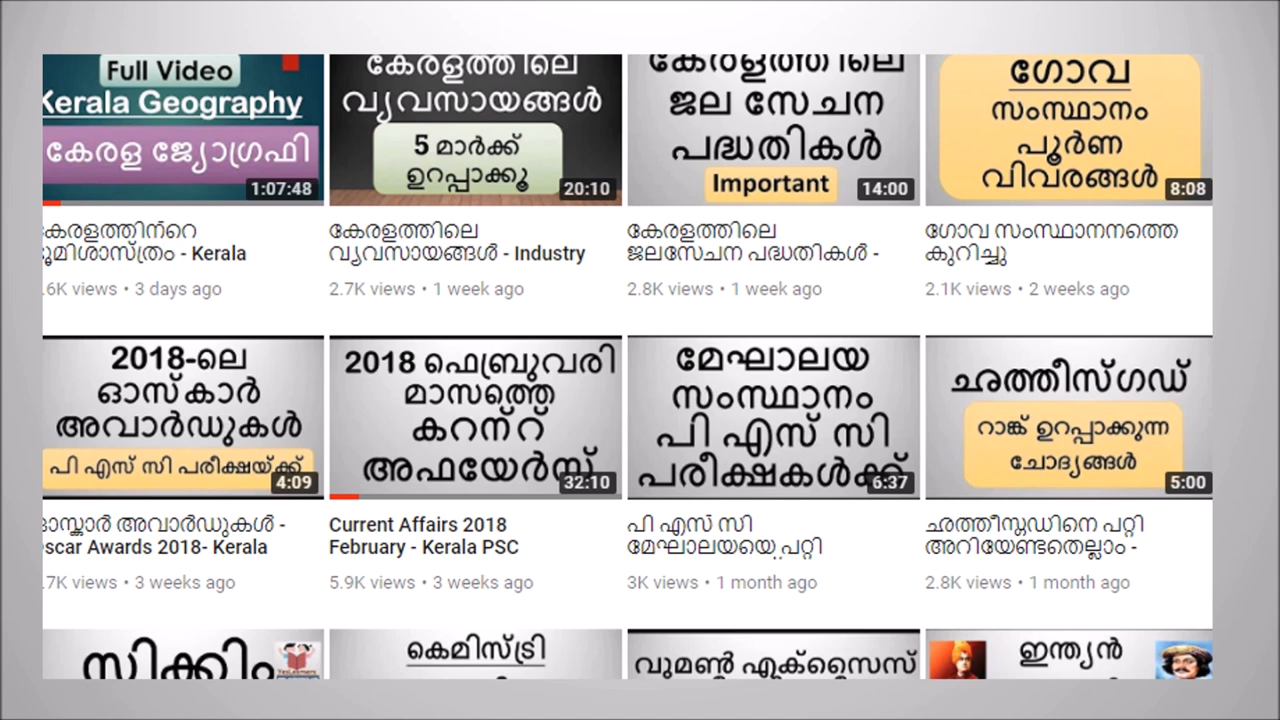 Full Video
Kerala Geography
കേരള ജ്യോഗ്രഫി
1:07:48
കേരളത്തിലെ
വ്യവസായങ്ങൾ
5 മാർക്ക്
ഉറപ്പാക്കൂ
20:10
കേരളത്തിലെ
ജല സേചന
പദ്ധതികൾ
Important
14:00
ഗോവ
സംസ്ഥാനം
പൂർണ
വിവരങ്ങൾ
8:08
കേരളത്തിന്റെ
ഭൂമിശാസ്ത്രം - Kerala
.6K views • 3 days ago
കേരളത്തിലെ
വ്യവസായങ്ങൾ - Industry
2.7K views • 1 week ago
കേരളത്തിലെ
ജലസേചന പദ്ധതികൾ -
2.8K views • 1 week ago
ഗോവ സംസ്ഥാനനത്തെ
കുറിച്ചു
2.1K views • 2 weeks ago
2018-ലെ
ഓസ്കാർ
അവാർഡുകൾ
പി എസ് സി പരീക്ഷയ്ക്ക്
4:09
2018 ഫെബ്രുവരി
മാസത്തെ
കറന്റ്
അഫയേർസ്
32:10
മേഘാലയ
സംസ്ഥാനം
പി എസ് സി
പരീക്ഷകൾക്ക്
6:37
ഛത്തീസ്ഗഡ്
റാങ്ക് ഉറപ്പാക്കുന്ന
ചോദ്യങ്ങൾ
5:00
ഓസ്കാർ അവാർഡുകൾ -
Oscar Awards 2018- Kerala
.7K views • 3 weeks ago
Current Affairs 2018
February - Kerala PSC
5.9K views • 3 weeks ago
പി എസ് സി
മേഘാലയയെപ്പറ്റി
3K views • 1 month ago
ഛത്തീസ്ഗഡിനെ പറ്റി
അറിയേണ്ടതെല്ലാം -
2.8K views • 1 month ago
സിക്കിം
കെമിസ്ട്രി
വുമൺ എക്സൈസ്
ഇന്ത്യൻ